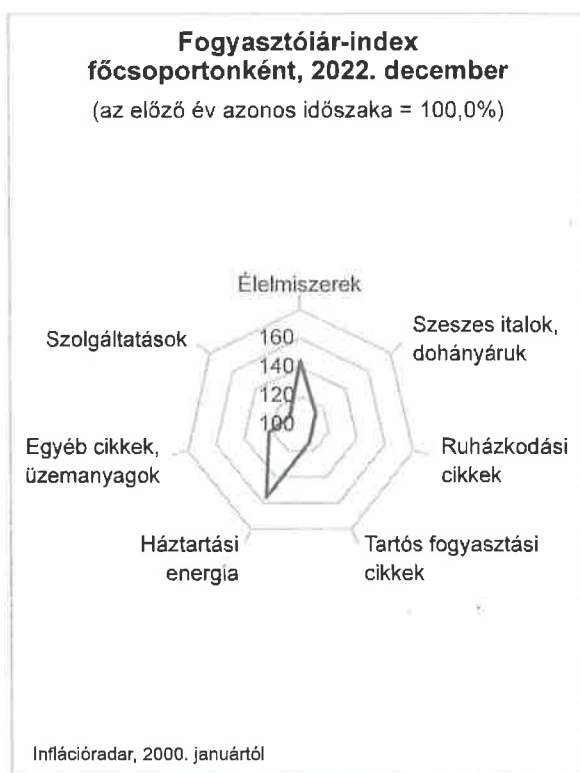 Fogyasztóiár-index
főcsoportonként, 2022. december
(az előző év azonos időszaka = 100,0%)
Élelmiszerek
Szeszes italok,
dohányáruk
Ruházkodási
cikkek
Tartós fogyasztási
cikkek
Háztartási
energia
Egyéb cikkek,
üzemanyagok
Szolgáltatások
160
140
120
100
Inflációradar, 2000. januártól